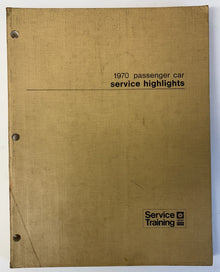 1970 passenger car
service highlights
Service
Training